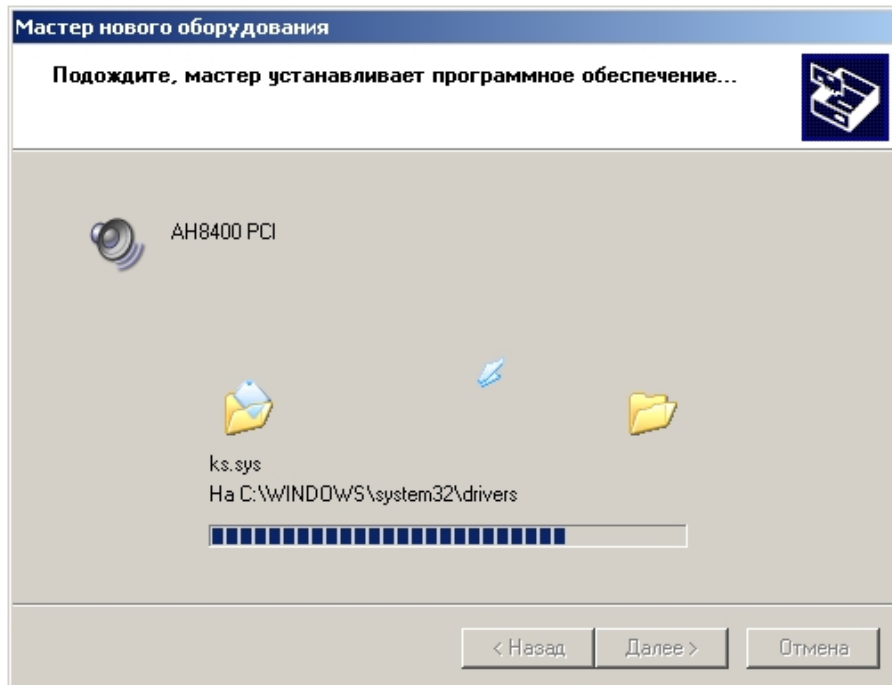 Мастер нового оборудования
Подождите, мастер устанавливает программное обеспечение...
AH8400 PCI
ks.sys
На C:\WINDOWS\system32\drivers
< Назад
Далее >
Отмена